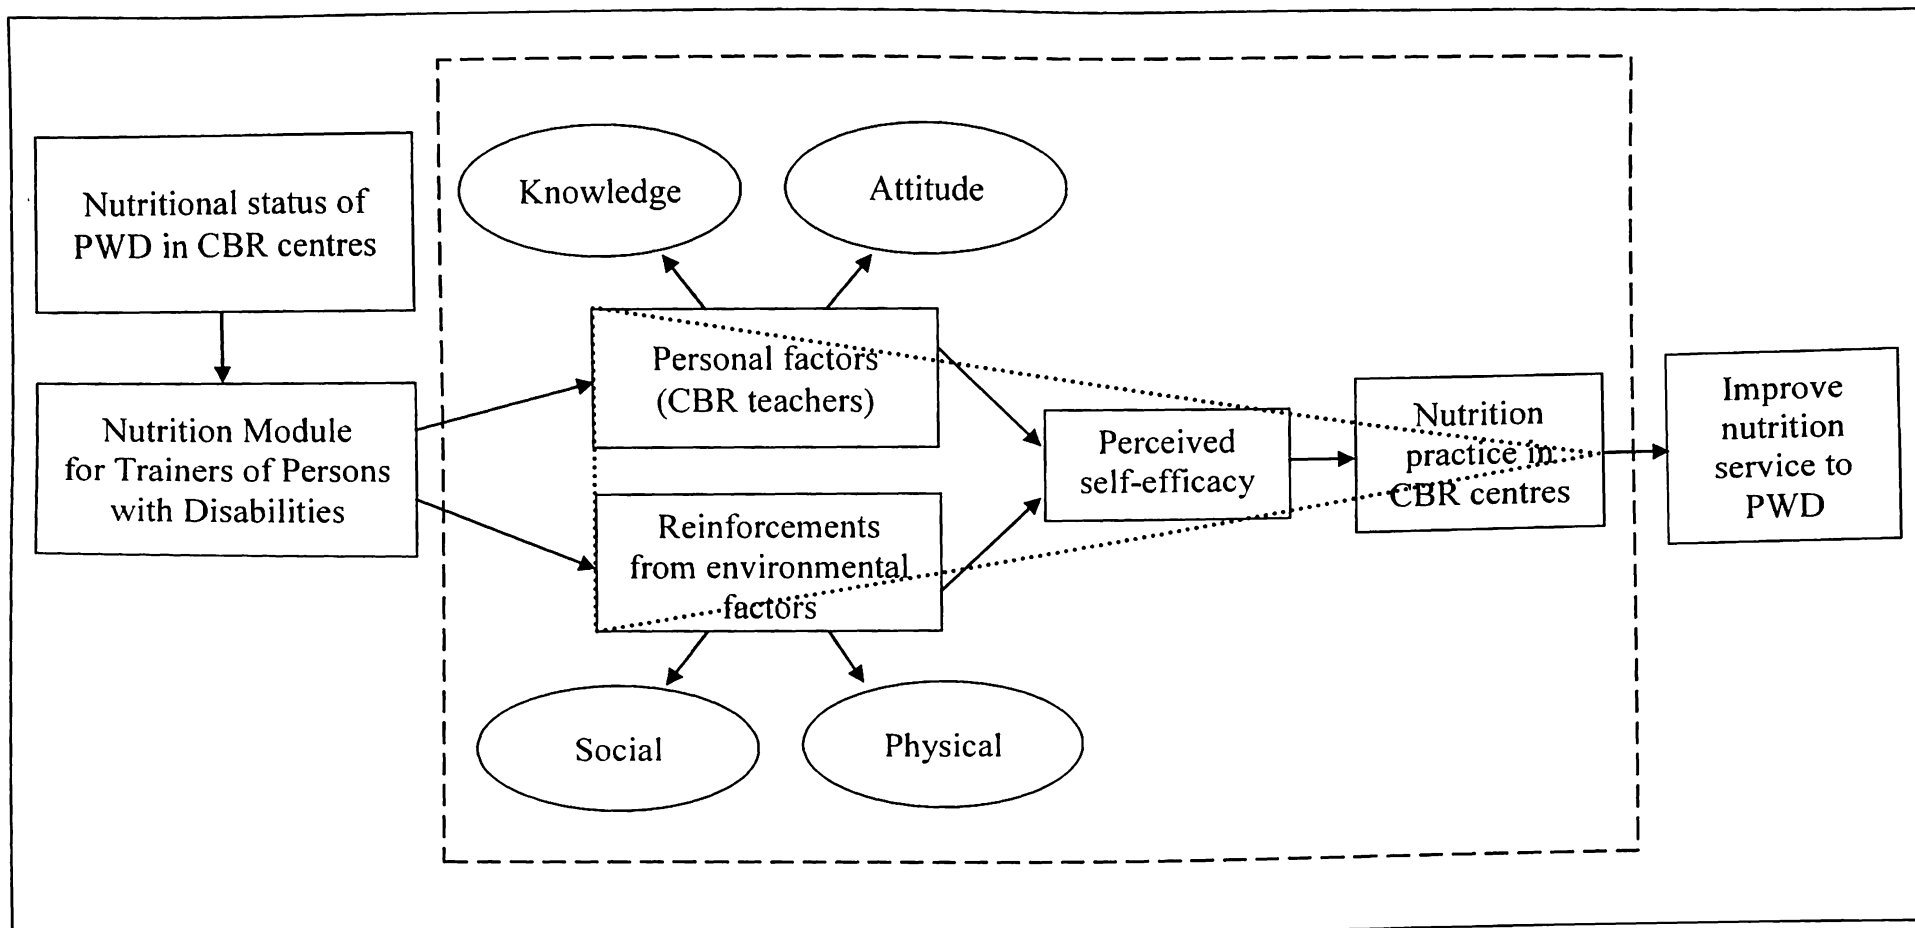 Nutritional status of
PWD in CBR centres
Nutrition Module
for Trainers of Persons
with Disabilities
Knowledge
Attitude
Personal factors
(CBR teachers)
Reinforcements
from environmental
factors
Social
Physical
Perceived
self-efficacy
Nutrition
practice in
CBR centres
Improve
nutrition
service to
PWD